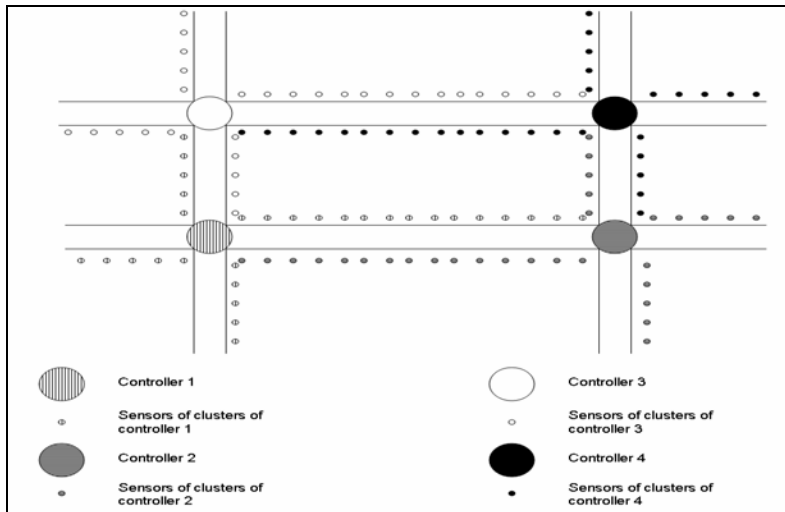 Controller 1
Sensors of clusters of
controller 1
Controller 2
Sensors of clusters of
controller 2
Controller 3
Sensors of clusters of
controller 3
Controller 4
Sensors of clusters of
controller 4